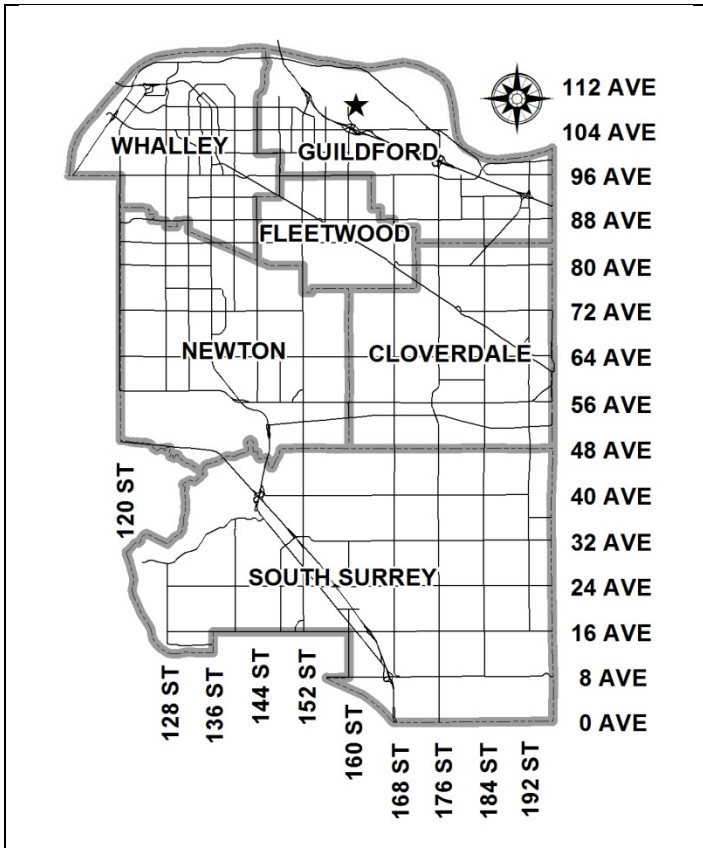 112 AVE
104 AVE
WHALLEY
GUILDFORD
96 AVE
88 AVE
FLEETWOOD
80 AVE
72 AVE
NEWTON
CLOVERDALE
64 AVE
56 AVE
48 AVE
120 ST
40 AVE
32 AVE
SOUTH SURREY
24 AVE
16 AVE
128 ST
136 ST
144 ST
152 ST
160 ST
8 AVE
0 AVE
168 ST
176 ST
184 ST
192 ST